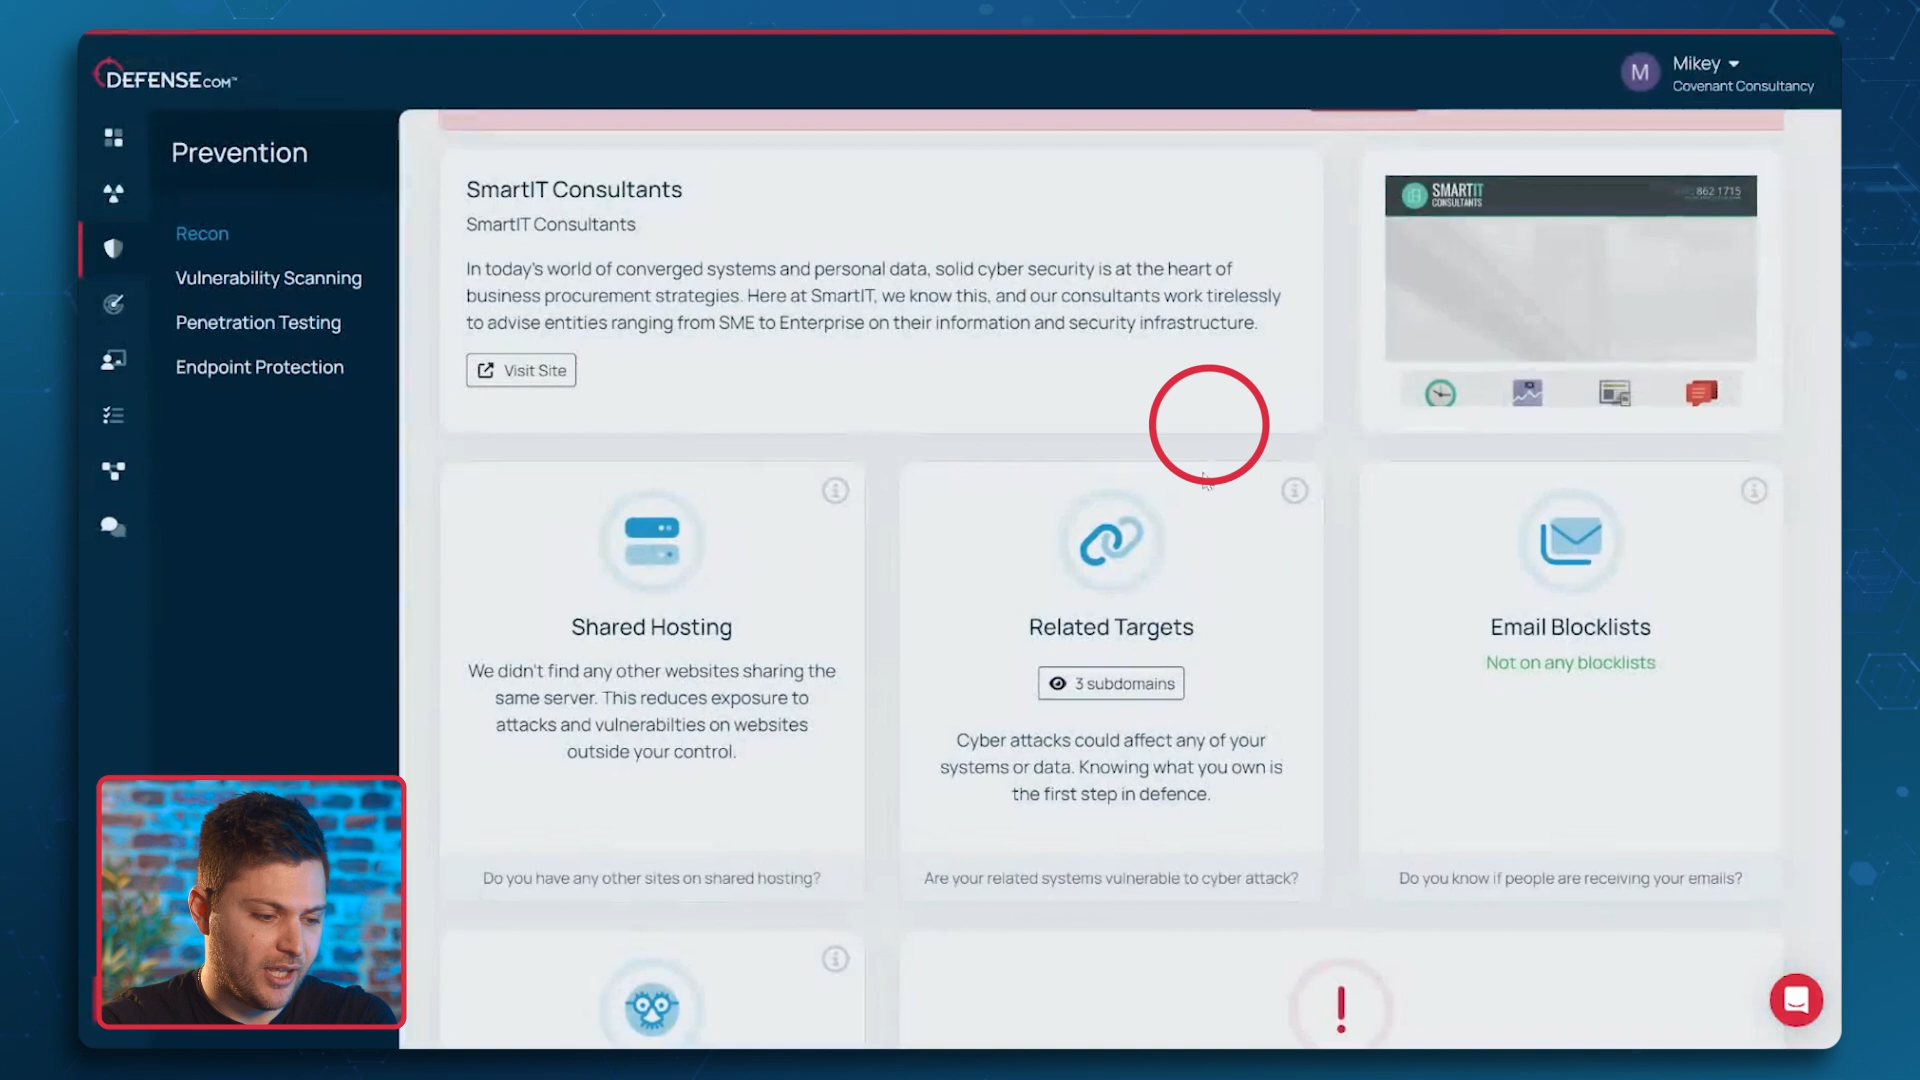 DEFENSE.COM™
M
Mikey
Covenant Consultancy
Prevention
Recon
Vulnerability Scanning
Penetration Testing
Endpoint Protection
SmartIT Consultants
SmartIT Consultants
In today's world of converged systems and personal data, solid cyber security is at the heart of
business procurement strategies. Here at SmartIT, we know this, and our consultants work tirelessly
to advise entities ranging from SME to Enterprise on their information and security infrastructure.
Visit Site
SMARTIT
CONSULTANTS
862 1715
Shared Hosting
We didn't find any other websites sharing the
same server. This reduces exposure to
attacks and vulnerabilties on websites
outside your control.
Do you have any other sites on shared hosting?
Related Targets
3 subdomains
Cyber attacks could affect any of your
systems or data. Knowing what you own is
the first step in defence.
Are your related systems vulnerable to cyber attack?
Email Blocklists
Not on any blocklists
Do you know if people are receiving your emails?